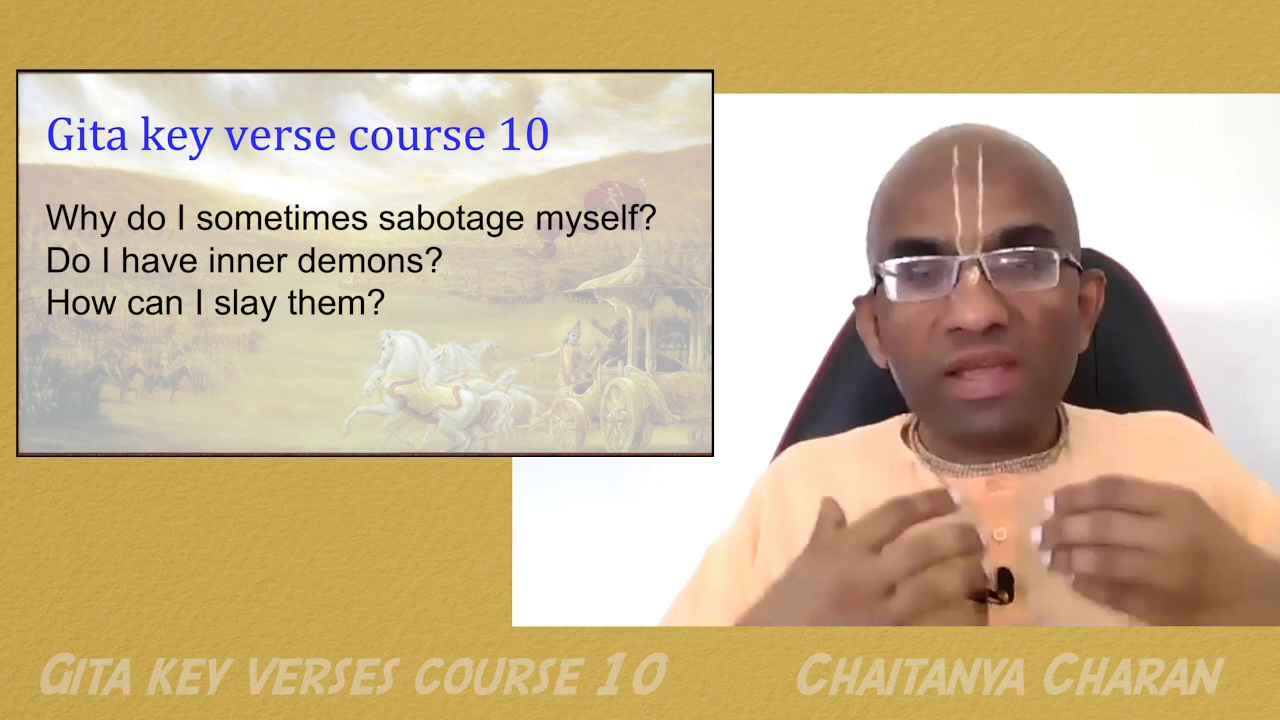 Gita key verse course 10
Why do I sometimes sabotage myself?
Do I have inner demons?
How can I slay them?
Gita key verses course 10
Chaitanya Charan